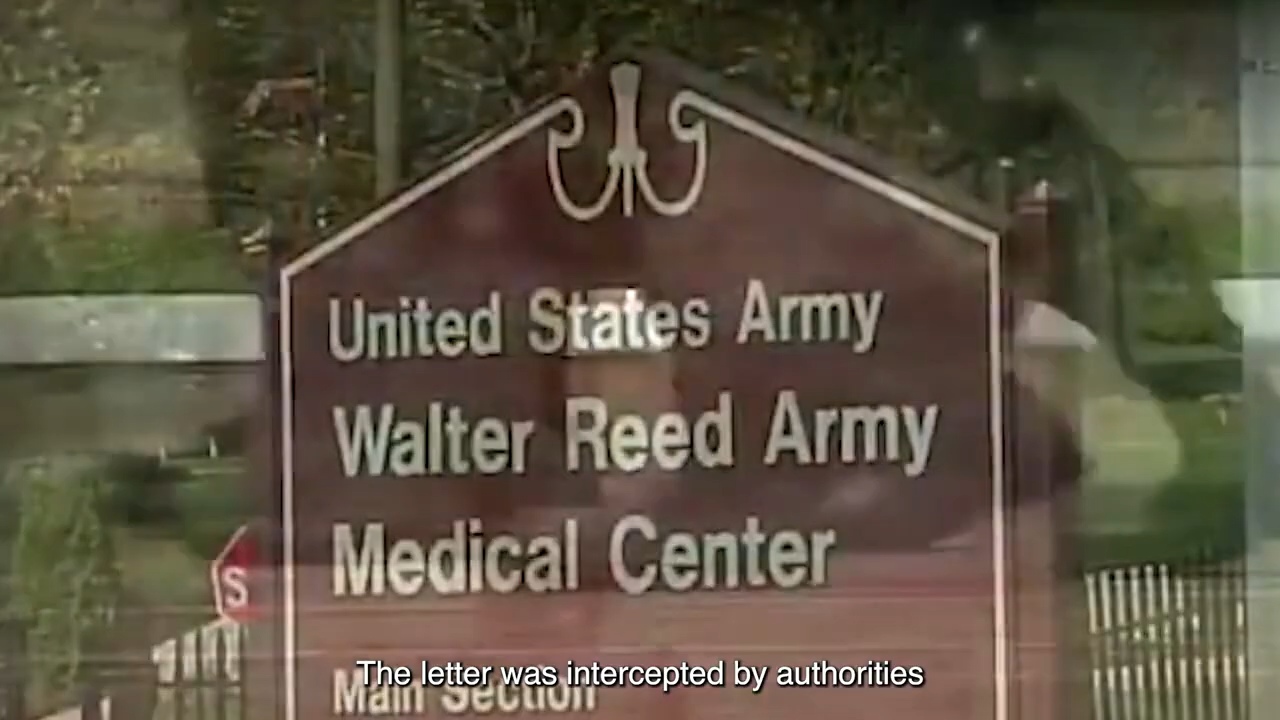 United States Army
Walter Reed Army
Medical Center
S
Main Section
The letter was intercepted by authorities